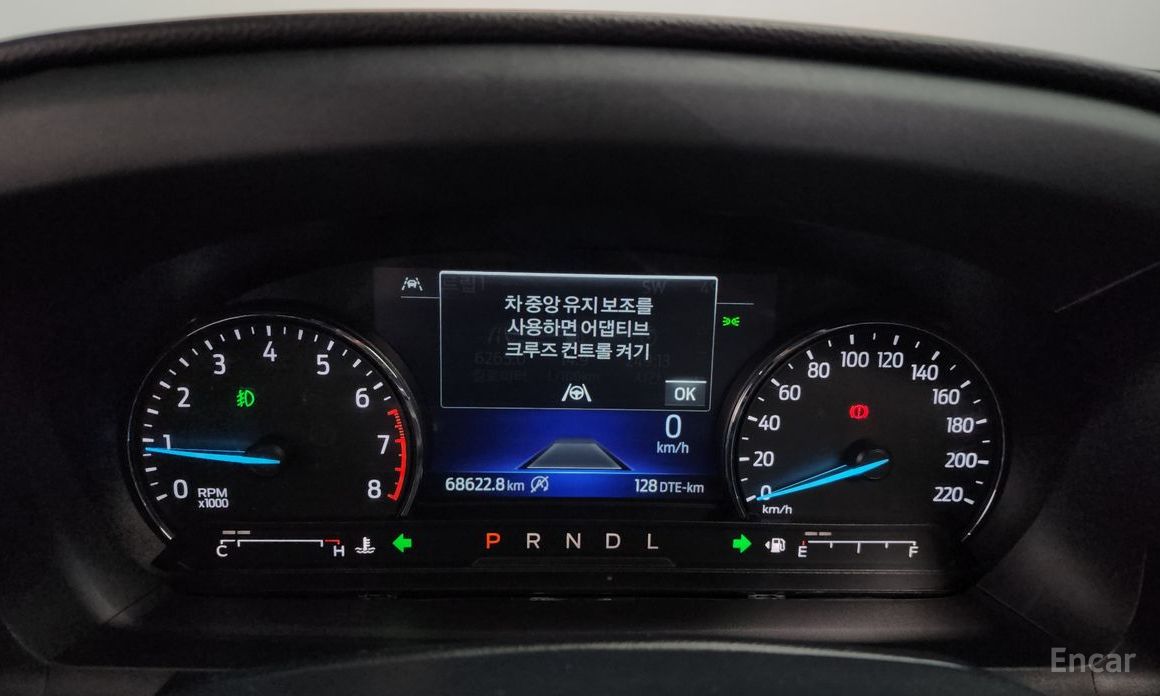 차 중앙 유지 보조를
사용하면 어댑티브
크루즈 컨트롤 켜기
OK
0
km/h
68622.8 km
128 DTE-km
0 1 2 3 4 5 6 7 8
RPM
x1000
0 20 40 60 80 100 120 140 160 180 200 220
km/h
C H
P R N D L
E F
Encar